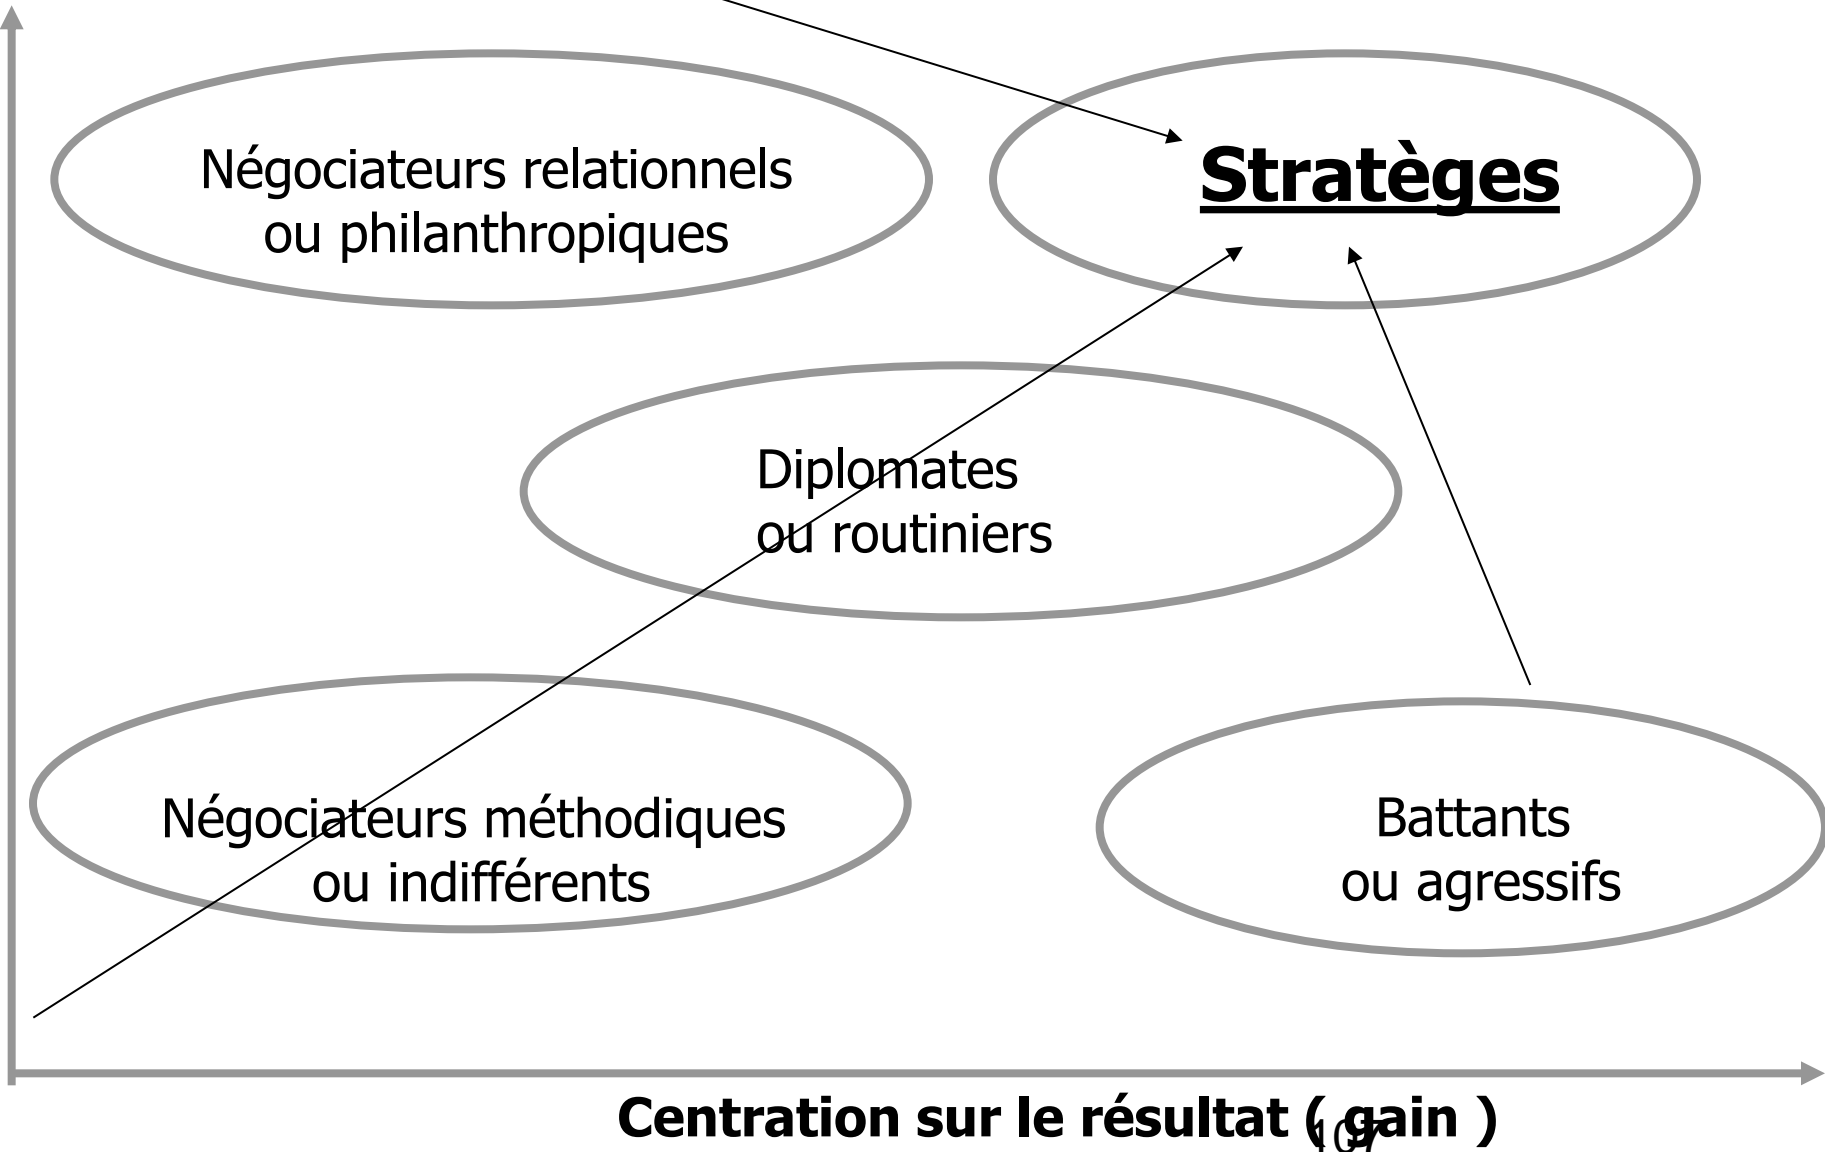 Négociateurs relationnels
ou philanthropiques
Stratèges
Diplomates
ou routiniers
Négociateurs méthodiques
ou indifférents
Battants
ou agressifs
Centration sur le résultat ( gain )
107